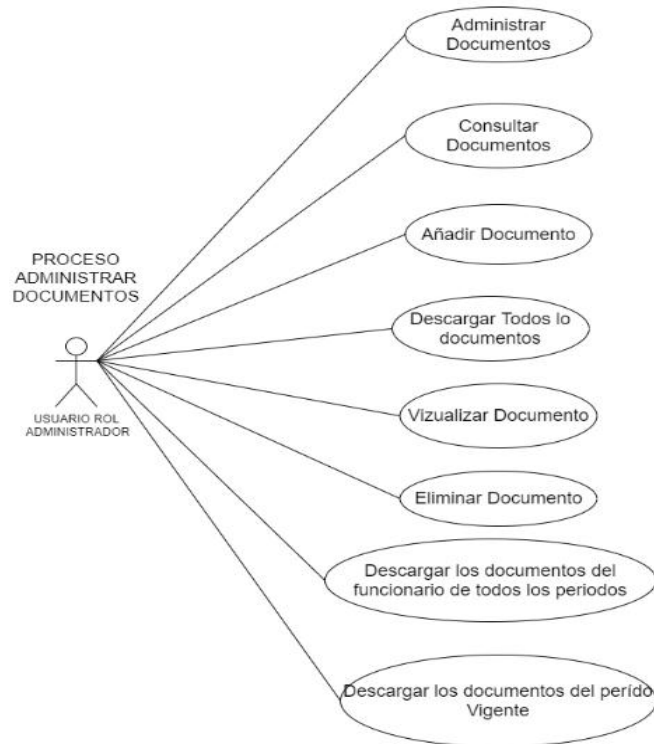 Administrar
Documentos
Consultar
Documentos
Añadir Documento
PROCESO
ADMINISTRAR
DOCUMENTOS
Descargar Todos lo
documentos
USUARIO ROL
ADMINISTRADOR
Vizualizar Documento
Eliminar Documento
Descargar los documentos del
funcionario de todos los periodos
Descargar los documentos del perído
Vigente